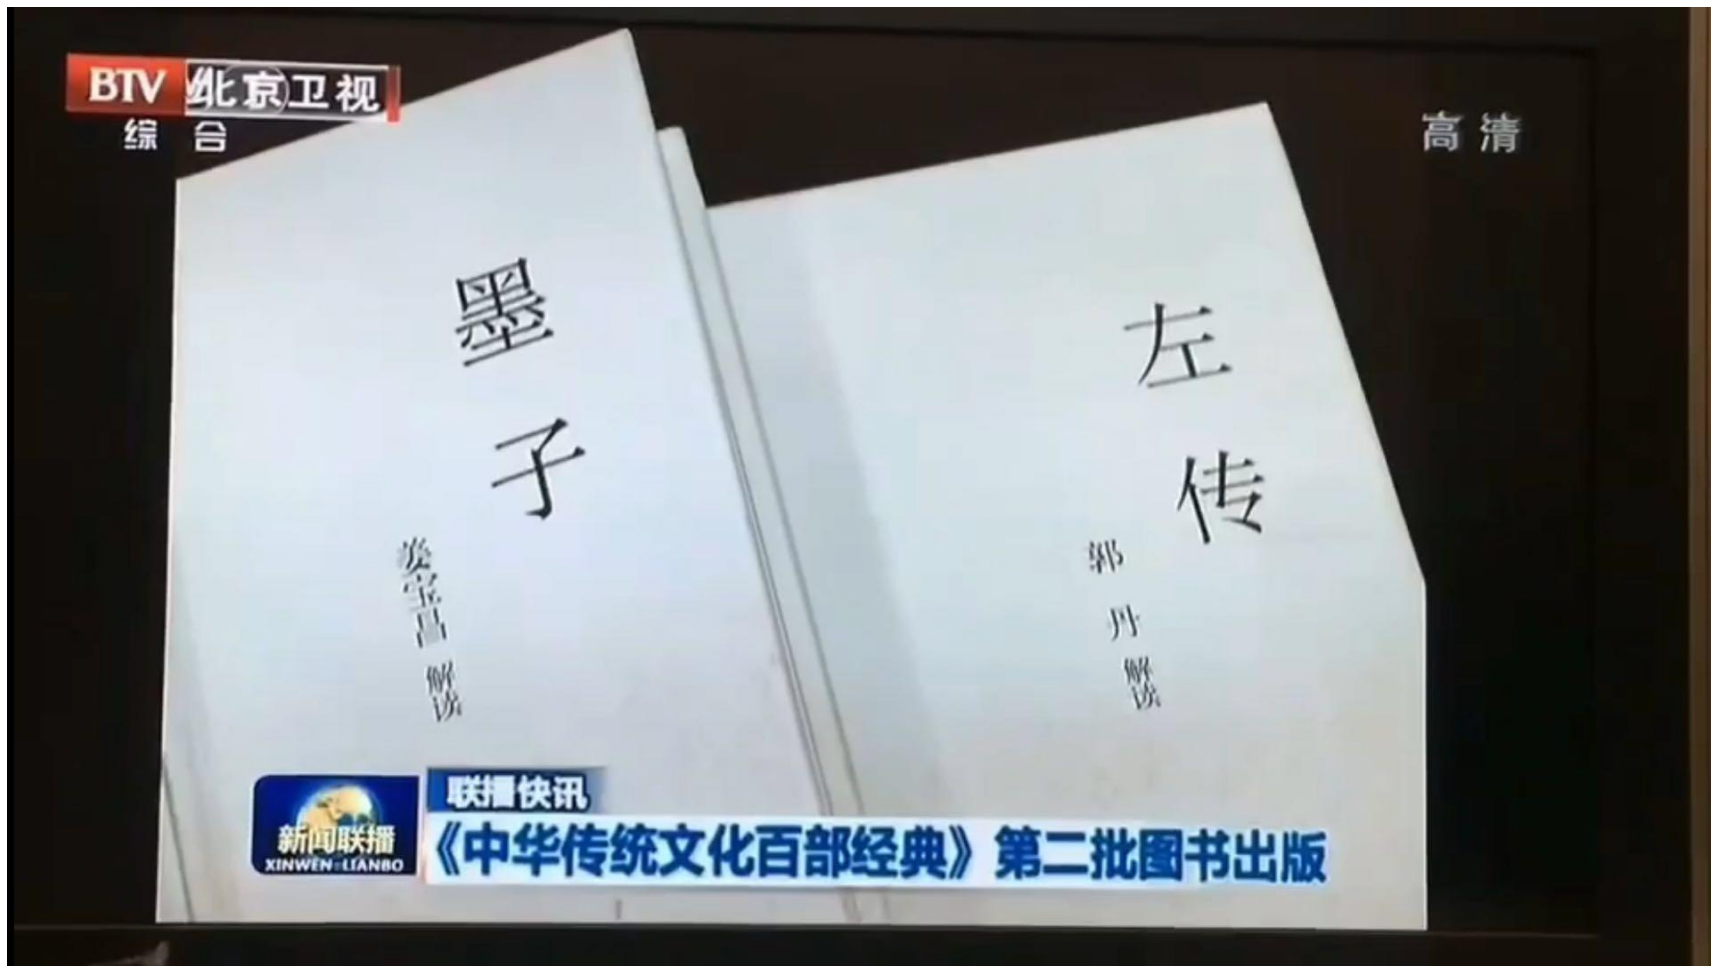 BTV 北京卫视
综合
高清
墨子
姜宝昌 解读
左传
郭丹 解读
联播快讯
新闻联播
XINWEN LIANBO
《中华传统文化百部经典》第二批图书出版